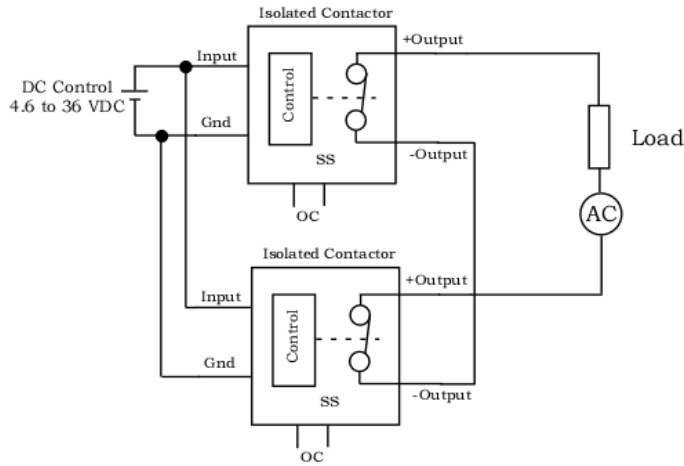 Isolated Contactor
+Output
Input
DC Control
4.6 to 36 VDC
Control
Gnd
Load
-Output
SS
AC
OC
Isolated Contactor
+Output
Input
Control
Gnd
-Output
SS
OC